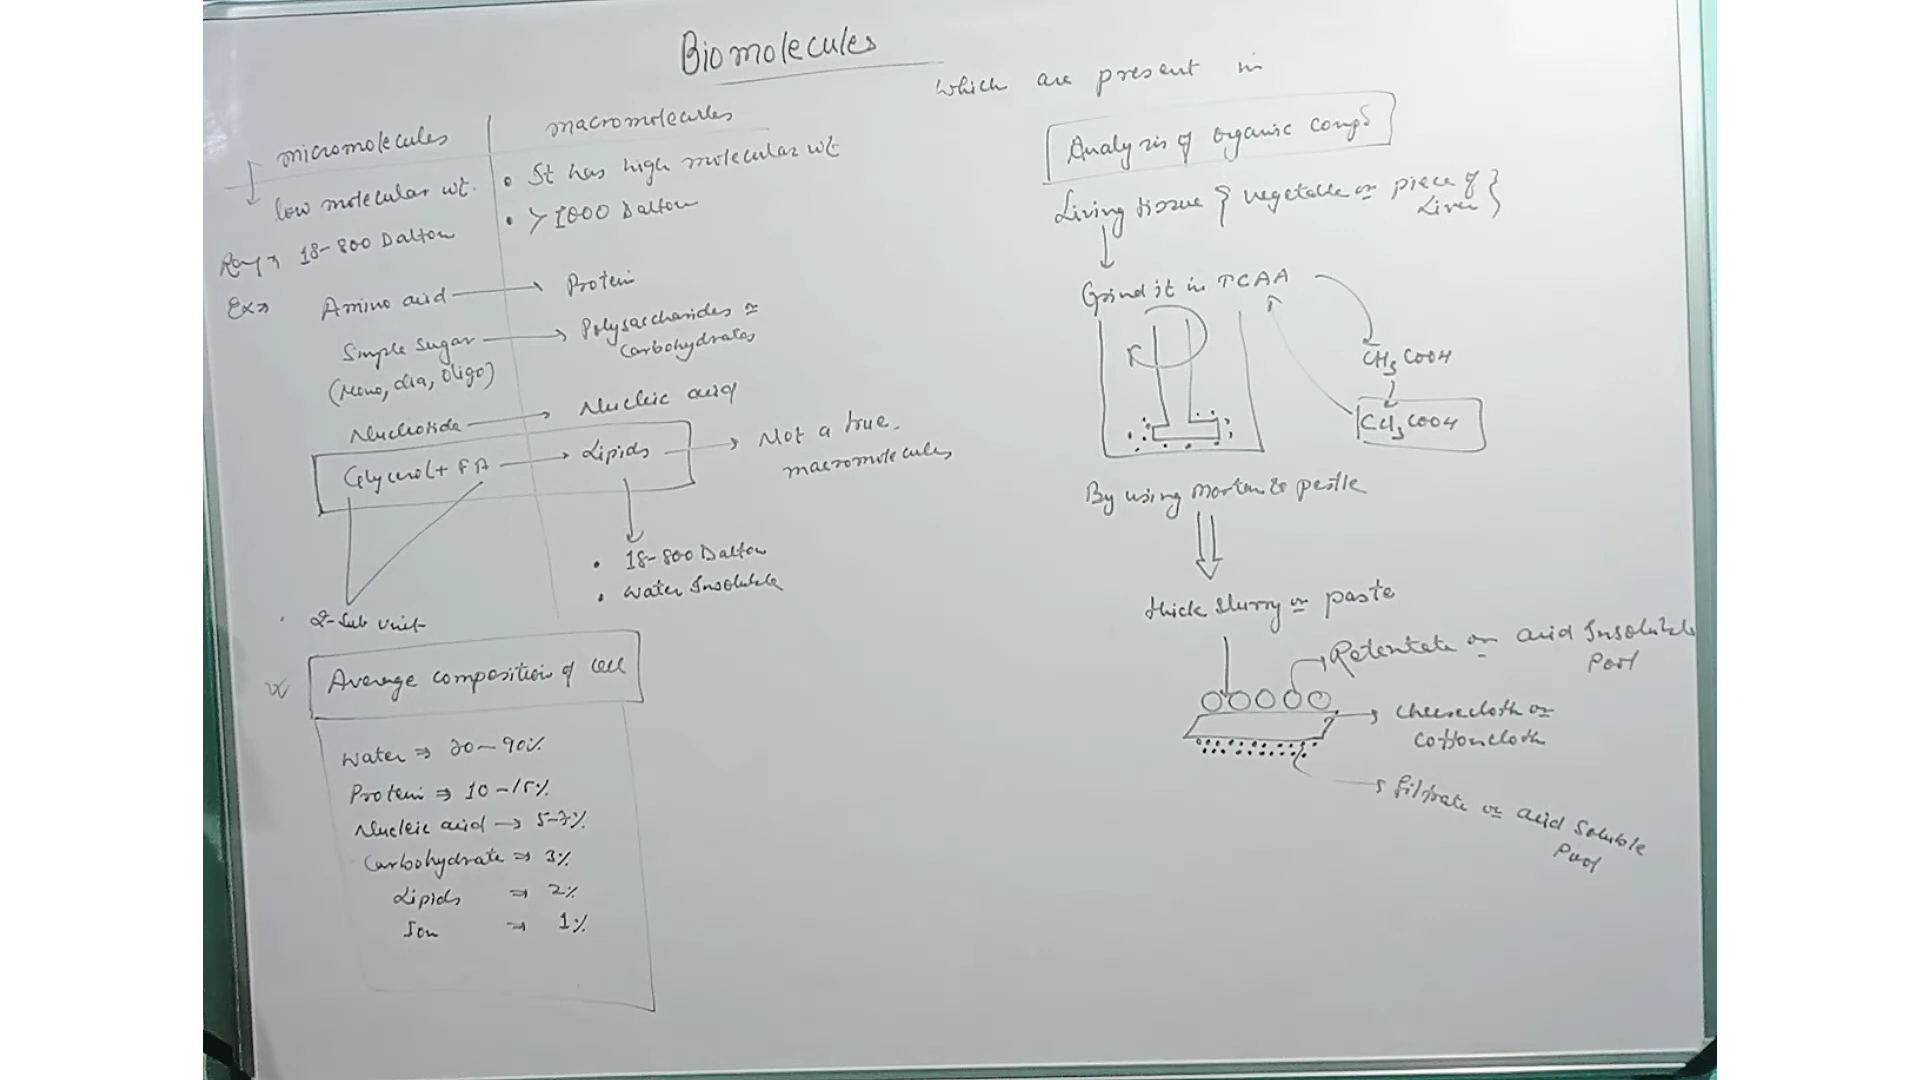 Biomolecules
micromolecules
macromolecules
low molecular wt.
• It has high molecular wt
Rang⇒ 18-800 Dalton
• > 1000 Dalton
Ex⇒ Amino acid → Protein
Simple sugar → Polysaccharides or
Carbohydrates
(Mono, dia, Oligo)
Nucleotide → Nucleic acid
Glycerol + FA → Lipids → Not a true
macromolecules
• 18-800 Dalton
• Water Insoluble
2-Sub unit
Average composition of cell
Water ⇒ 70-90%
Protein ⇒ 10-15%
Nucleic acid → 5-7%
Carbohydrate ⇒ 3%
Lipids ⇒ 2%
Ion ⇒ 1%
which are present in
Analysis of organic compd
Living tissue { vegetable or piece of
Liver }
↓
Grind it in TCAA
CH3COOH
CCl3COOH
By using mortar & pestle
thick slurry or paste
Retentate or acid Insoluble
Pool
Cheesecloth or
Cottoncloth
filtrate or acid soluble
Pool